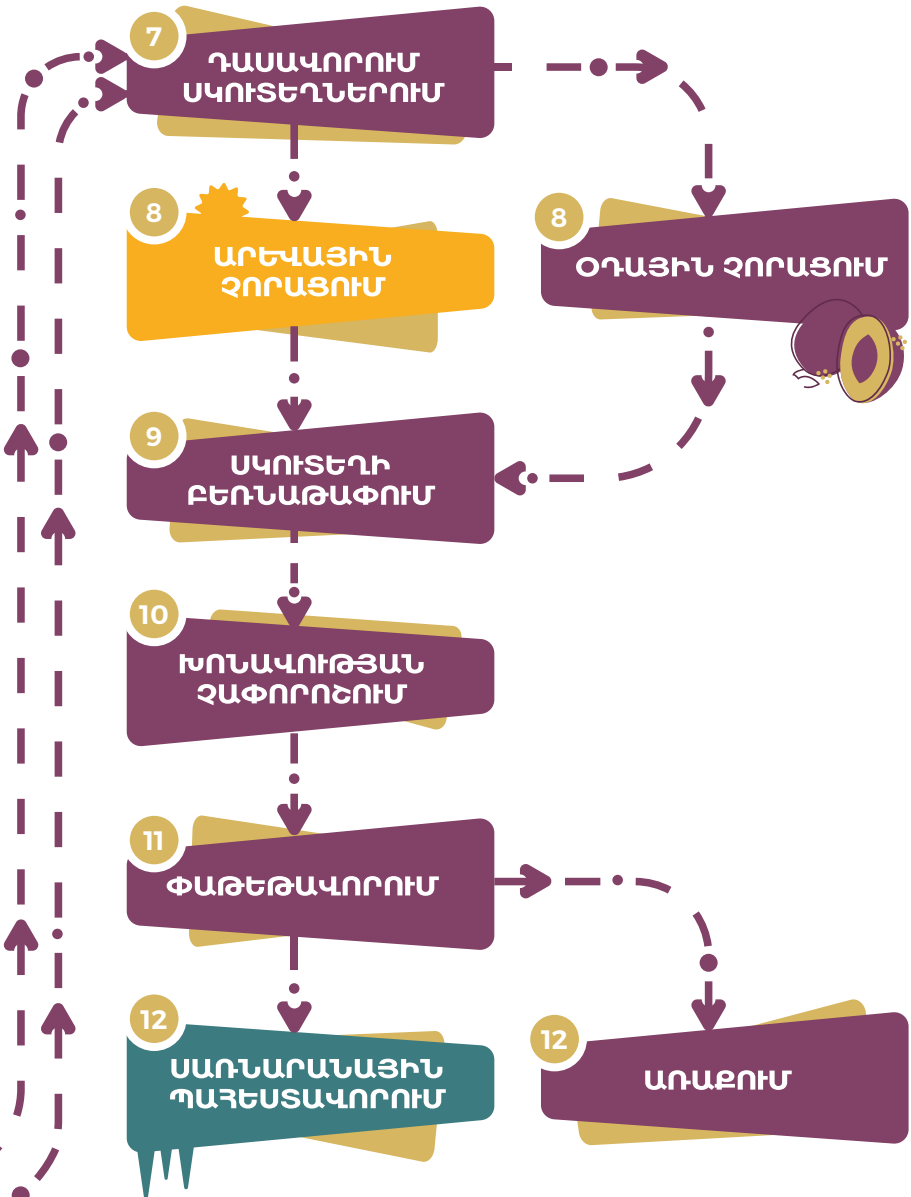 7
ԴԱՍԱՎՈՐՈՒՄ
ՍԿՈՒՏԵՂՆԵՐՈՒՄ
8
ԱՐԵՎԱՅԻՆ
ՉՈՐԱՑՈՒՄ
8
ՕԴԱՅԻՆ ՉՈՐԱՑՈՒՄ
9
ՍԿՈՒՏԵՂԻ
ԲԵՌՆԱԹԱՓՈՒՄ
10
ԽՈՆԱՎՈՒԹՅԱՆ
ՉԱՓՈՐՈՇՈՒՄ
11
ՓԱԹԵԹԱՎՈՐՈՒՄ
12
ՍԱՌՆԱՐԱՆԱՅԻՆ
ՊԱՀԵՍՏԱՎՈՐՈՒՄ
12
ԱՌԱՔՈՒՄ